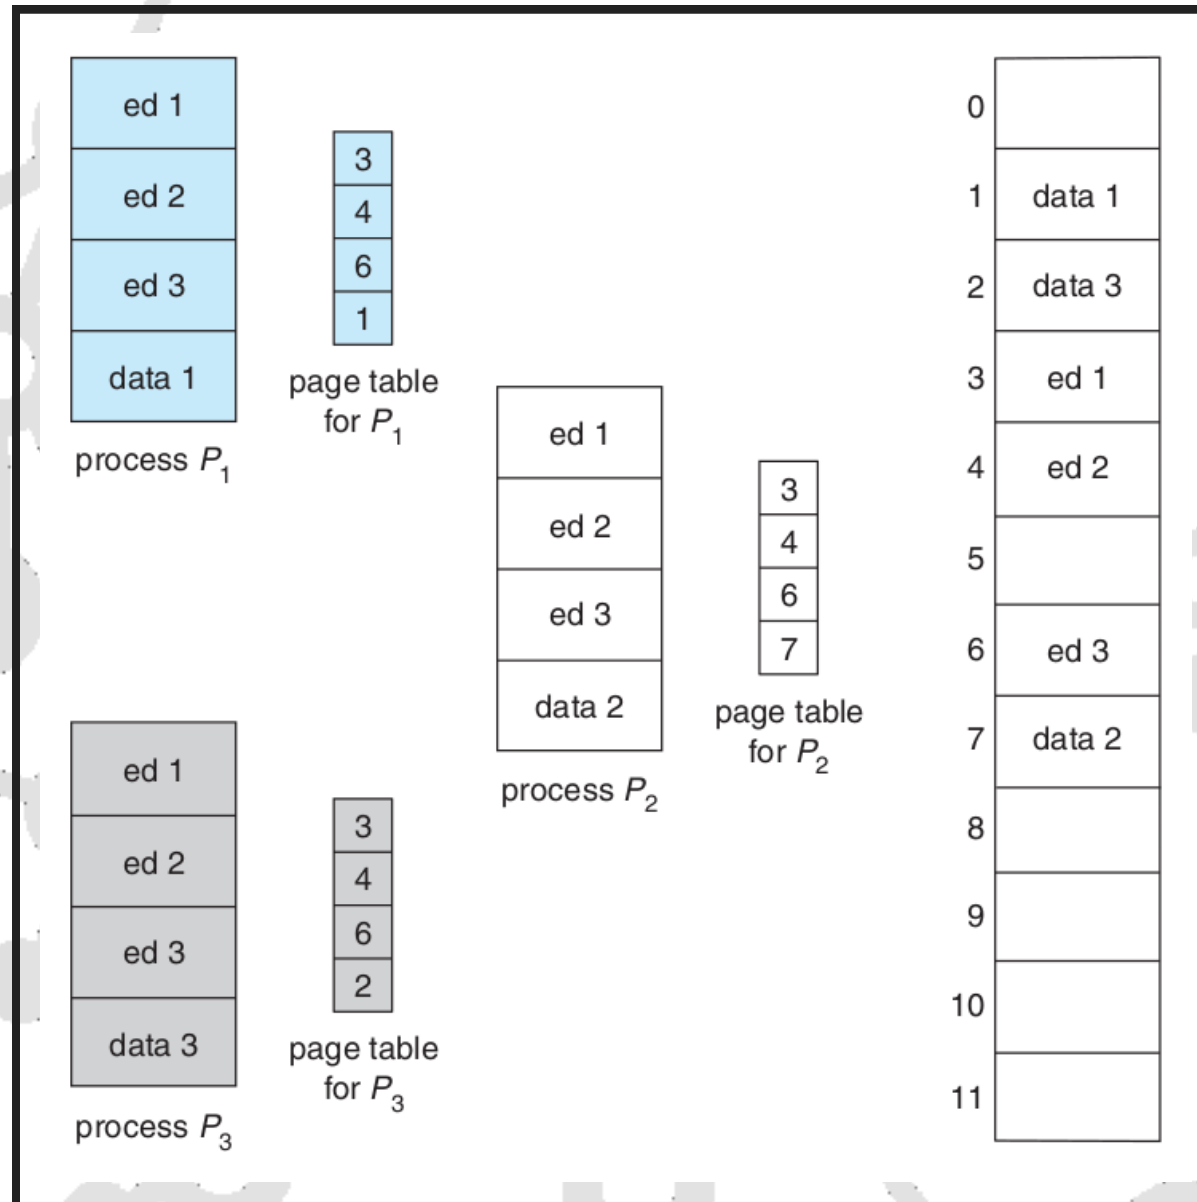 ed 1
ed 2
ed 3
data 1
process P1
3
4
6
1
page table
for P1
ed 1
ed 2
ed 3
data 2
process P2
3
4
6
7
page table
for P2
ed 1
ed 2
ed 3
data 3
process P3
3
4
6
2
page table
for P3
0
1 data 1
2 data 3
3 ed 1
4 ed 2
5
6 ed 3
7 data 2
8
9
10
11